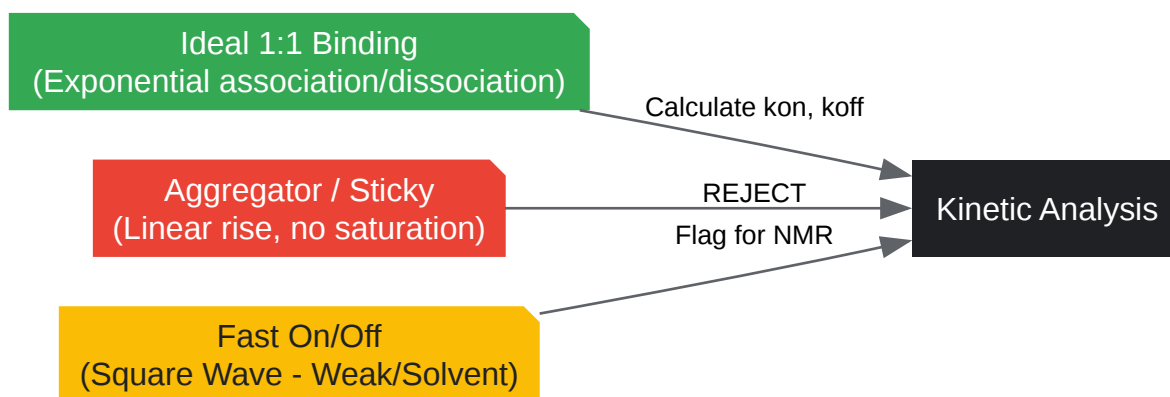 Ideal 1:1 Binding
(Exponential association/dissociation)
Calculate kon, koff
Aggregator / Sticky
(Linear rise, no saturation)
REJECT
Kinetic Analysis
Flag for NMR
Fast On/Off
(Square Wave - Weak/Solvent)